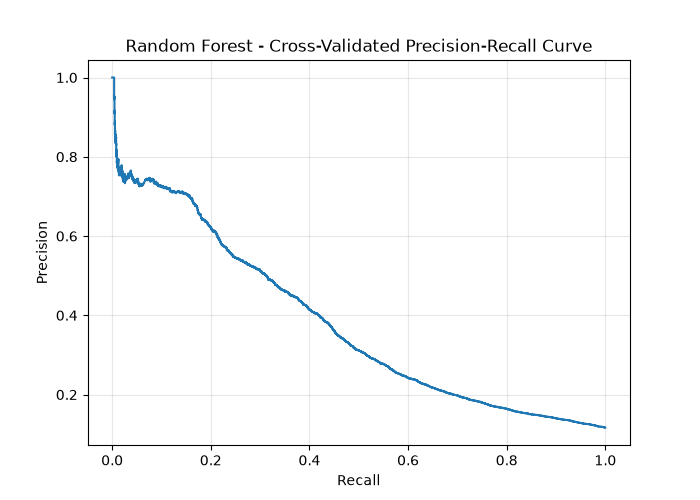 Random Forest - Cross-Validated Precision-Recall Curve
1.0
0.8
0.6
0.4
0.2
Precision
0.0 0.2 0.4 0.6 0.8 1.0
Recall